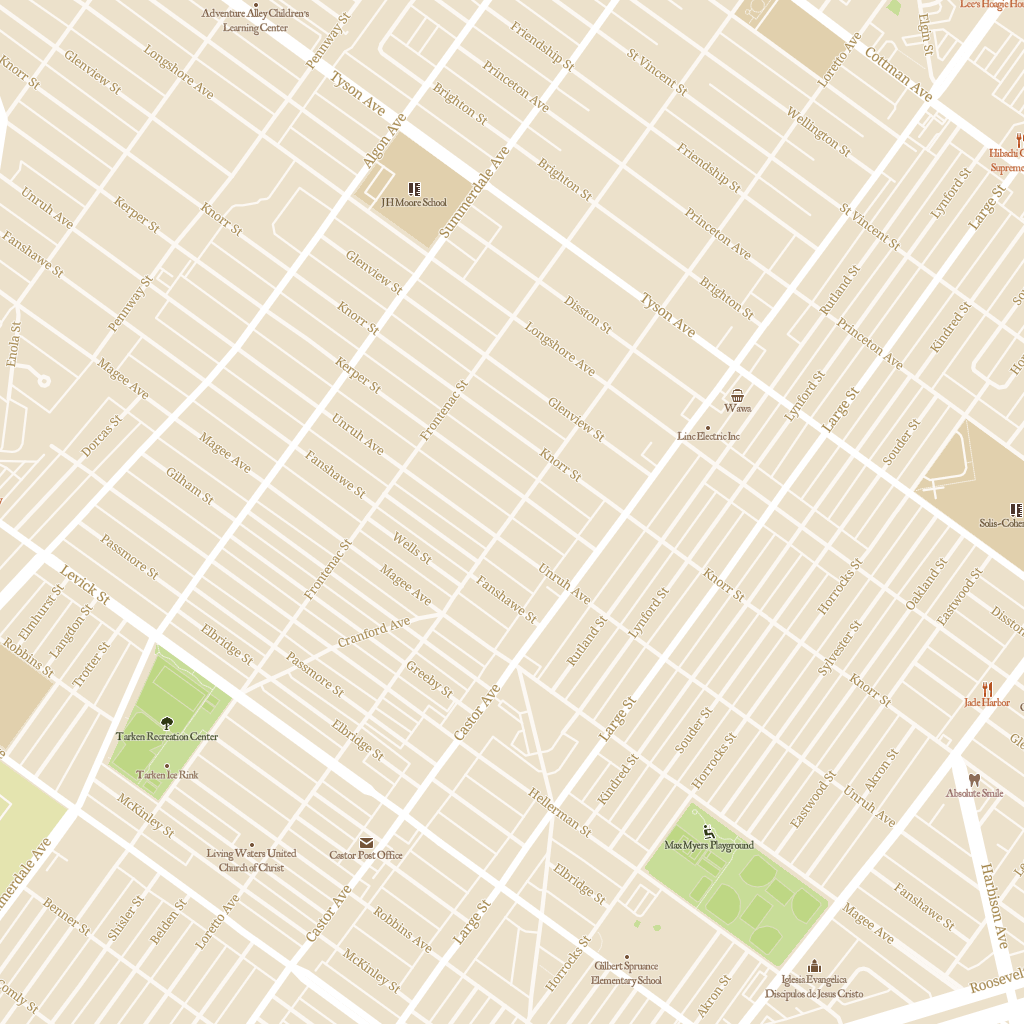 Adventure Alley Children's
Learning Center
Pennway St
Friendship St
Elgin St
Lee's Hoagie Hou
Knorr St
Glenview St
Longshore Ave
Tyson Ave
Princeton Ave
St Vincent St
Loretto Ave
Cottman Ave
Brighton St
Wellington St
Algon Ave
Hibachi G
Supreme
JH Moore School
Summerdale Ave
Brighton St
Friendship St
Lynford St
Large St
Unruh Ave
Kerper St
Knorr St
Princeton Ave
St Vincent St
Fanshawe St
Glenview St
Brighton St
Rutland St
Pennway St
Knorr St
Disston St
Tyson Ave
Kindred St
Enola St
Longshore Ave
Princeton Ave
Magee Ave
Kerper St
Wawa
Lynford St
Large St
Frontenac St
Glenview St
Linc Electric Inc
Dorcas St
Magee Ave
Unruh Ave
Souder St
Gilham St
Fanshawe St
Knorr St
Solis-Cohen
Passmore St
Wells St
Frontenac St
Levick St
Magee Ave
Fanshawe St
Unruh Ave
Knorr St
Horrocks St
Oakland St
Eastwood St
Elmhurst St
Langdon St
Lynford St
Disston
Robbins St
Trotter St
Elbridge St
Cranford Ave
Rutland St
Sylvester St
Passmore St
Greeby St
Knorr St
Jade Harbor
Tarken Recreation Center
Castor Ave
Large St
Elbridge St
Souder St
Horrocks St
Tarken Ice Rink
Kindred St
Akron St
Absolute Smile
McKinley St
Hellerman St
Eastwood St
Unruh Ave
Living Waters United
Church of Christ
Castor Post Office
Max Myers Playground
Harbison Ave
mmerdale Ave
Elbridge St
Benner St
Shisler St
Belden St
Loretto Ave
Castor Ave
Robbins Ave
Large St
Magee Ave
Fanshawe St
McKinley St
Horrocks St
Gilbert Spruance
Elementary School
Akron St
Iglesia Evangelica
Discipulos de Jesus Cristo
Roosevel
Comly St